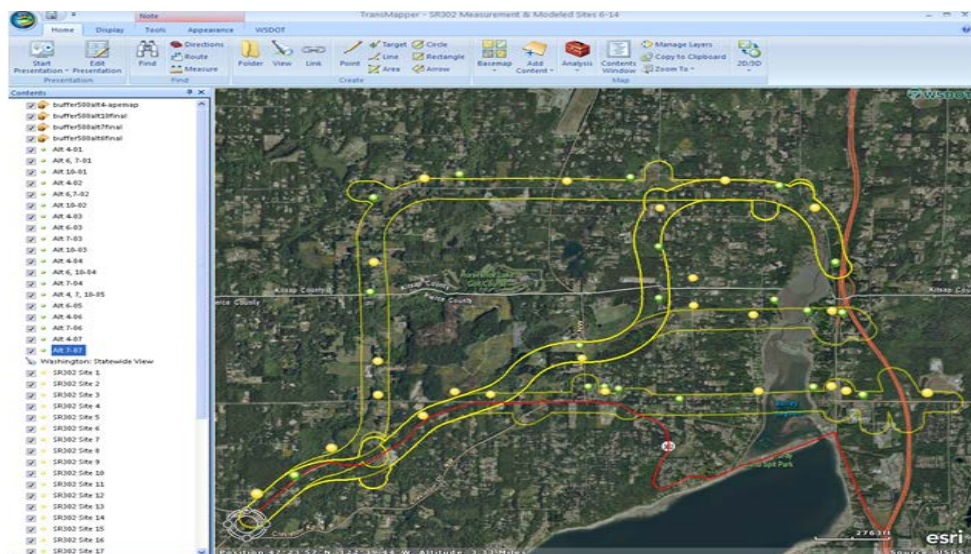 Note
TransMapper - SR302 Measurement & Modeled Sites 6-14
Home Display Tools Appearance WSDOT
Start Presentation
Edit Presentation
Presentation
Find
Directions
Route
Measure
Find
Folder
View
Link
Point
Target
Line
Area
Circle
Rectangle
Arrow
Create
Basemap
Add Content
Analysis
Contents Window
Manage Layers
Copy to Clipboard
Zoom To
Map
2D/3D
Contents
buffer500alt4-apemap
buffer500alt10final
buffer500alt7final
buffer500alt6final
Alt 4-01
Alt 6, 7-01
Alt 10-01
Alt 4-02
Alt 6,7-02
Alt 10-02
Alt 4-03
Alt 6-03
Alt 7-03
Alt 10-03
Alt 4-04
Alt 6, 10-04
Alt 7-04
Alt 4, 7, 10-05
Alt 6-05
Alt 4-06
Alt 7-06
Alt 4-07
Alt 7-07
Washington: Statewide View
SR302 Site 1
SR302 Site 2
SR302 Site 3
SR302 Site 4
SR302 Site 5
SR302 Site 6
SR302 Site 7
SR302 Site 8
SR302 Site 9
SR302 Site 10
SR302 Site 11
SR302 Site 12
SR302 Site 13
SR302 Site 14
SR302 Site 15
SR302 Site 16
SR302 Site 17
WSDOT
Kitsap County
Pierce County
Pierce County
Spit Park
2763ft
esri